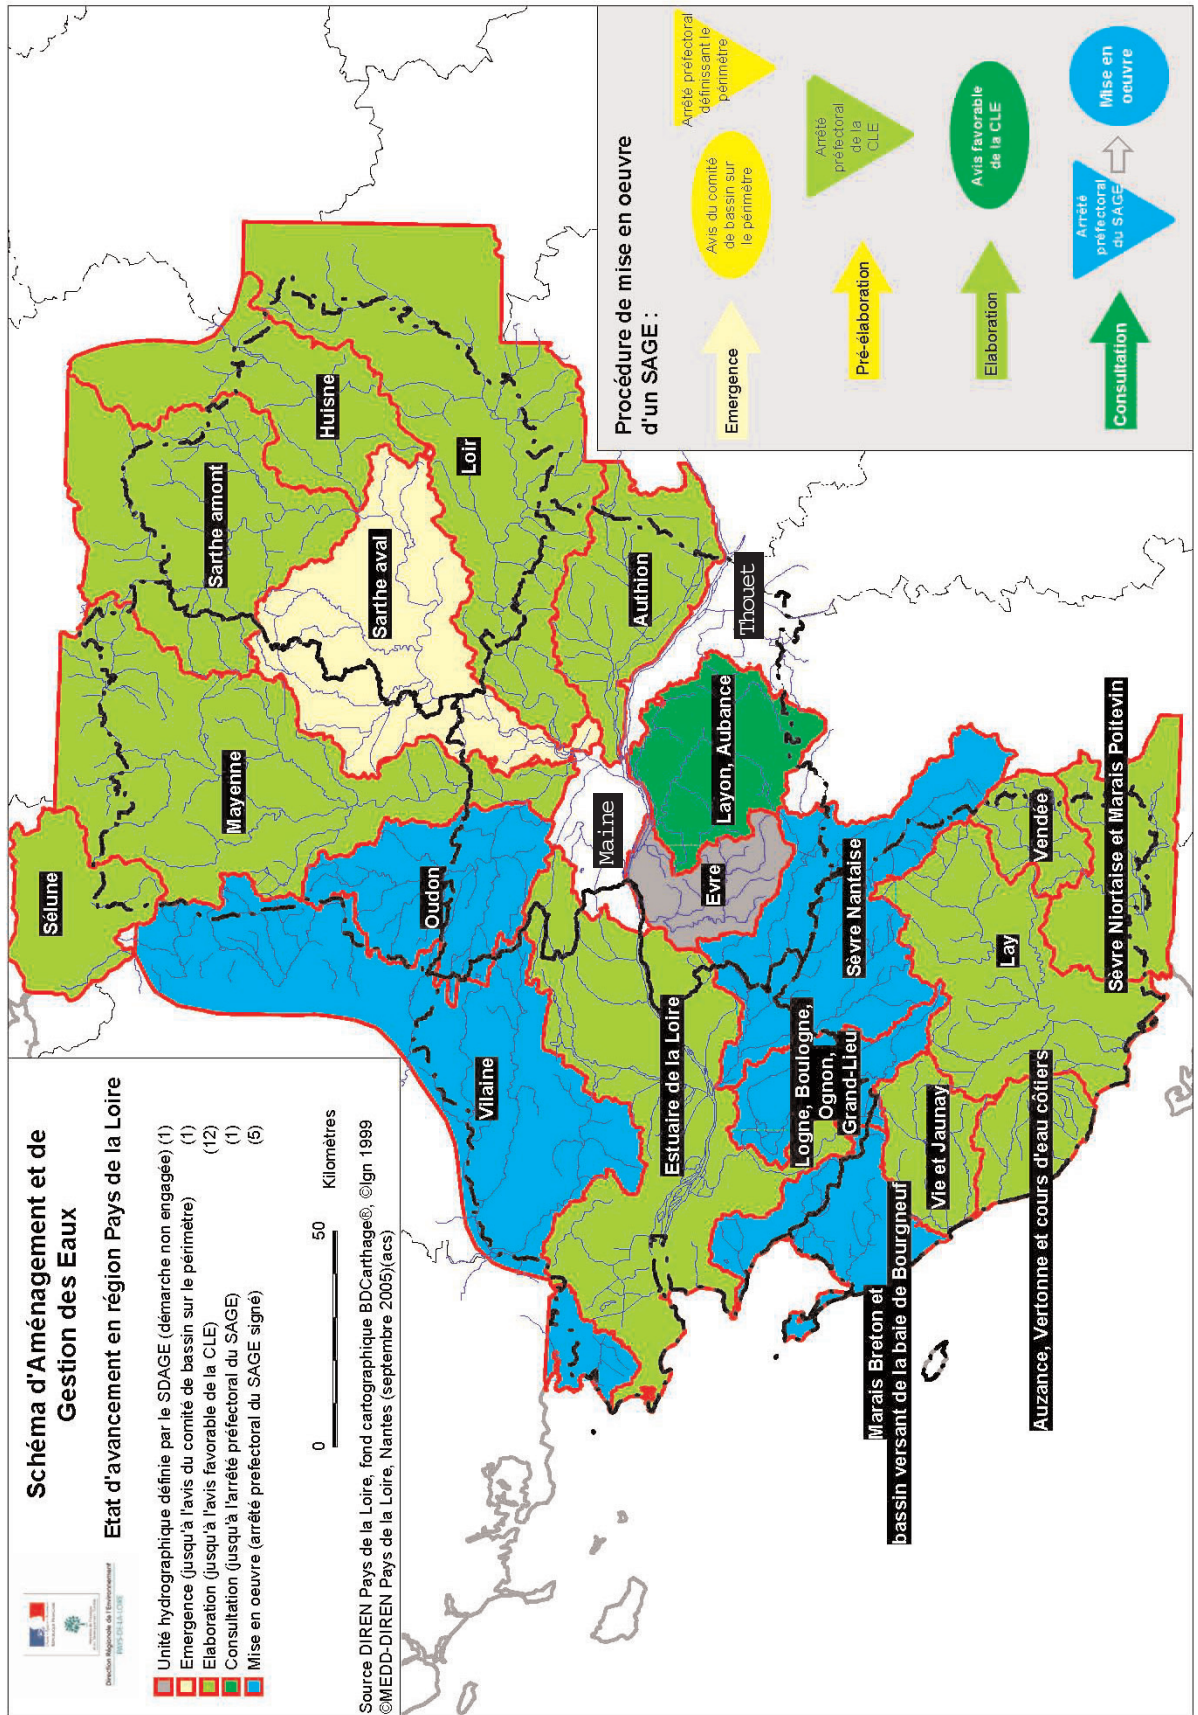 Schéma d'Aménagement et de
Gestion des Eaux
Etat d'avancement en région Pays de la Loire
Direction Régionale de l'Environnement
PAYS-DE-LA-LOIRE
Unité hydrographique définie par le SDAGE (démarche non engagée) (1)
Emergence (jusqu'à l'avis du comité de bassin sur le périmètre) (1)
Elaboration (jusqu'à l'avis favorable de la CLE) (12)
Consultation (jusqu'à l'arrêté préfectoral du SAGE) (1)
Mise en oeuvre (arrêté prefectoral du SAGE signé) (5)
0 50 Kilomètres
Source DIREN Pays de la Loire, fond cartographique BDCarthage®, ©Ign 1999
©MEDD-DIREN Pays de la Loire, Nantes (septembre 2005)(acs)
Sélune
Mayenne
Sarthe amont
Huisne
Sarthe aval
Loir
Oudon
Vilaine
Maine
Authion
Thouet
Layon, Aubance
Evre
Estuaire de la Loire
Sèvre Nantaise
Logne, Boulogne,
Ognon,
Grand-Lieu
Marais Breton et
bassin versant de la baie de Bourgneuf
Vie et Jaunay
Lay
Vendée
Auzance, Vertonne et cours d'eau côtiers
Sèvre Niortaise et Marais Poitevin
Procédure de mise en oeuvre
d'un SAGE :
Emergence
Avis du comité
de bassin sur
le périmètre
Arrêté préfectoral
définissant le
périmètre
Pré-élaboration
Arrêté
préfectoral
de la
CLE
Elaboration
Avis favorable
de la CLE
Consultation
Arrêté
préfectoral
du SAGE
Mise en
oeuvre